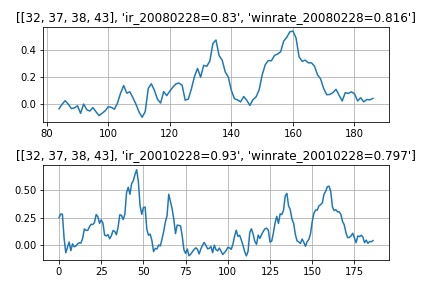 [[32, 37, 38, 43], 'ir_20080228=0.83', 'winrate_20080228=0.816']
0.4
0.2
0.0
80 100 120 140 160 180
[[32, 37, 38, 43], 'ir_20010228=0.93', 'winrate_20010228=0.797']
0.50
0.25
0.00
0 25 50 75 100 125 150 175